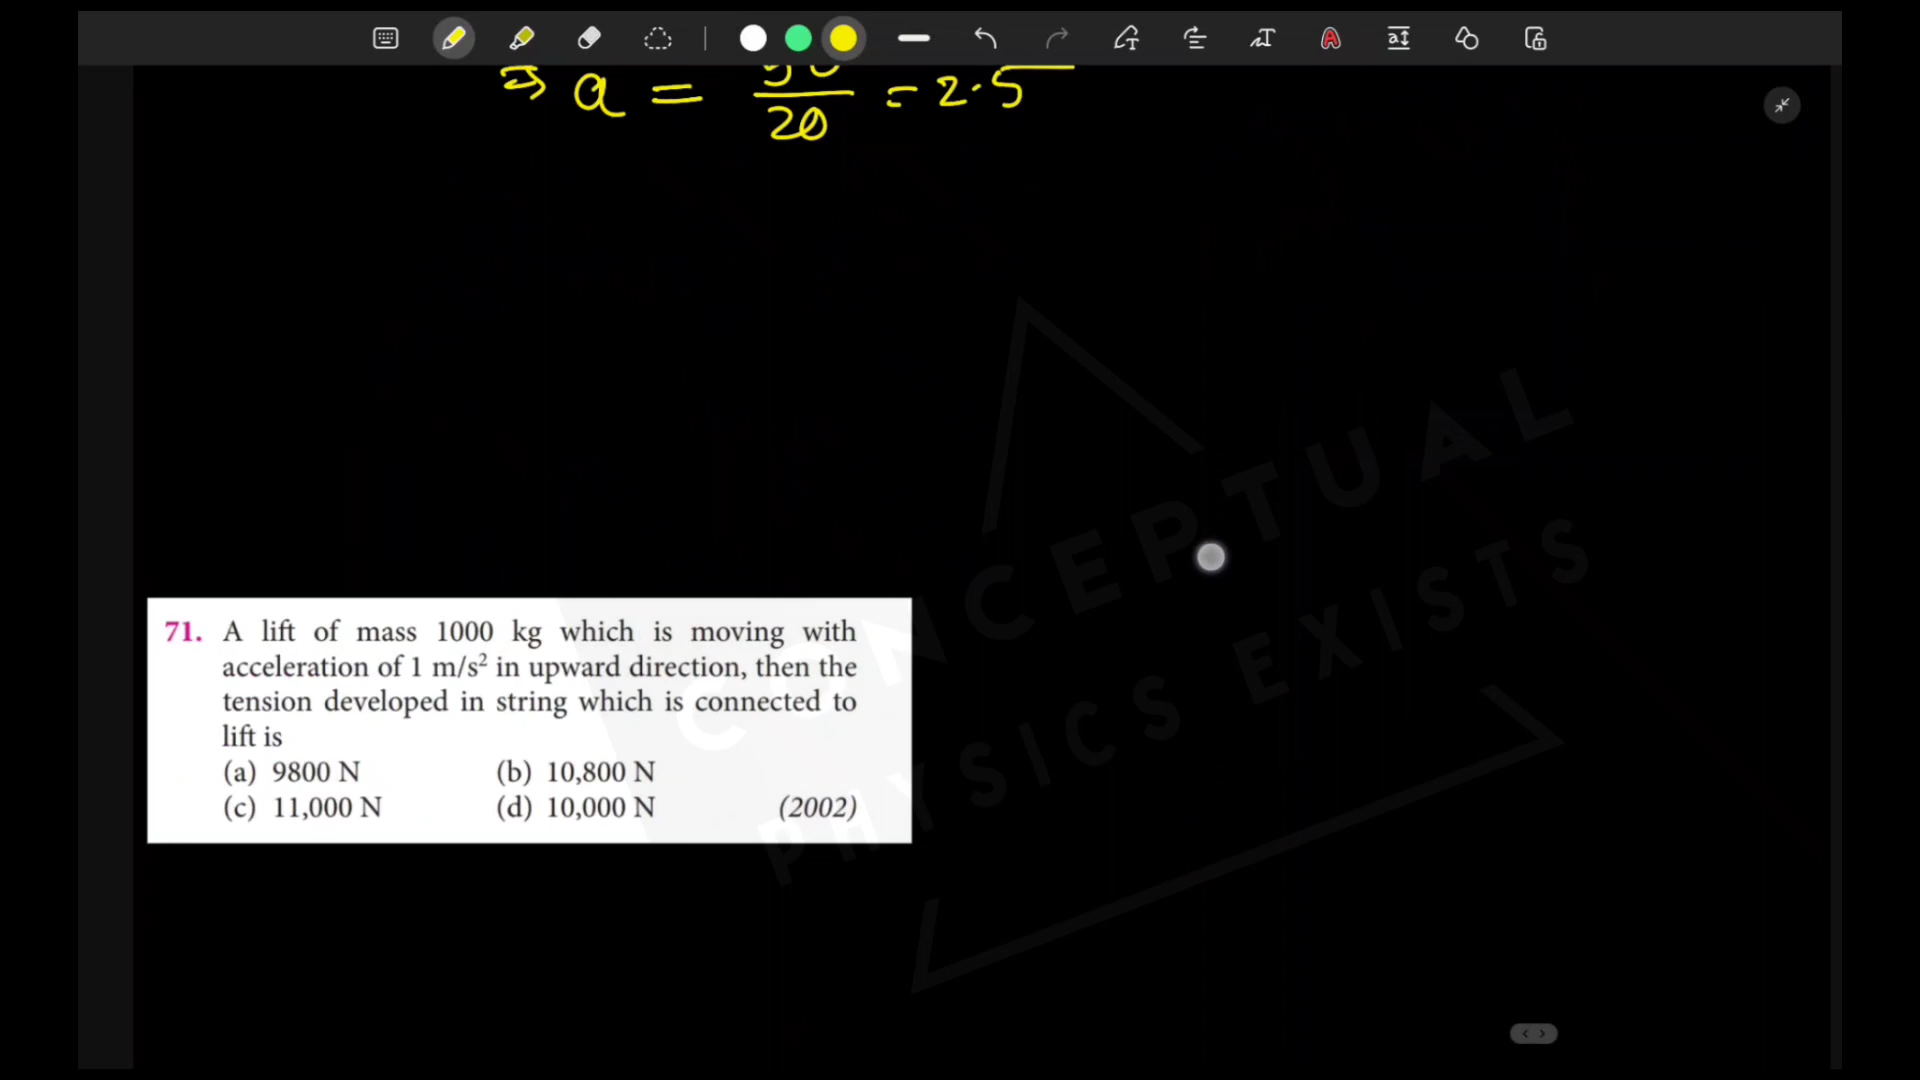 ⇒ a = 50/20 = 2.5
71. A lift of mass 1000 kg which is moving with
acceleration of 1 m/s² in upward direction, then the
tension developed in string which is connected to
lift is
(a) 9800 N (b) 10,800 N
(c) 11,000 N (d) 10,000 N (2002)
CONCEPTUAL
PHYSICS EXISTS